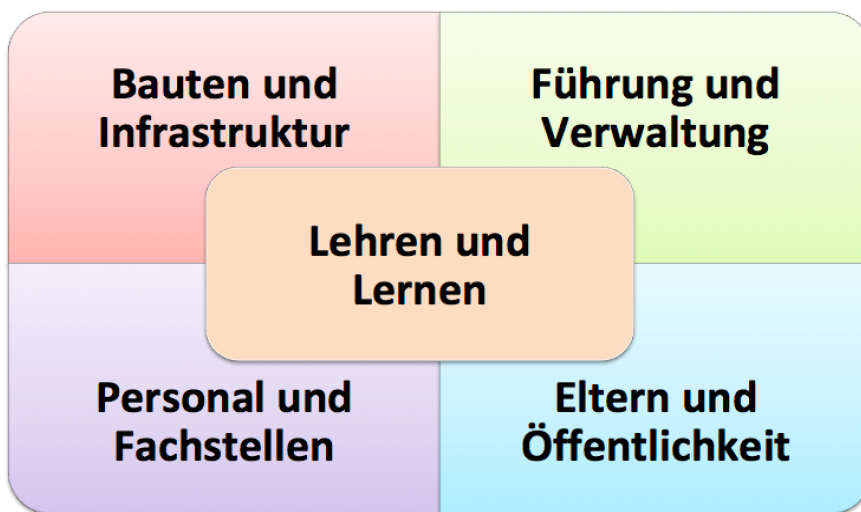 Bauten und
Infrastruktur
Führung und
Verwaltung
Lehren und
Lernen
Personal und
Fachstellen
Eltern und
Öffentlichkeit